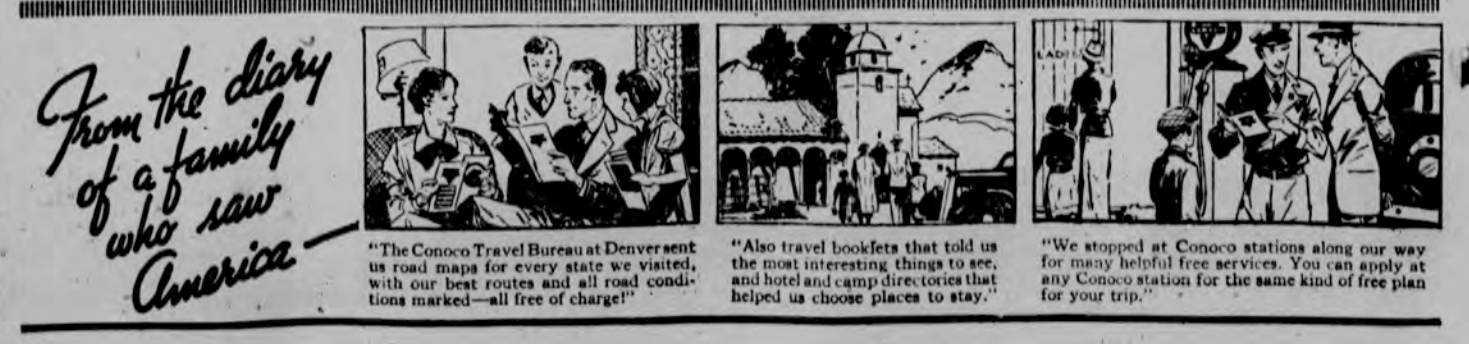 From the diary
of a family
who saw
America—
LADIES
"The Conoco Travel Bureau at Denver sent
us road maps for every state we visited,
with our best routes and all road condi-
tions marked—all free of charge!"
"Also travel booklets that told us
the most interesting things to see,
and hotel and camp directories that
helped us choose places to stay."
"We stopped at Conoco stations along our way
for many helpful free services. You can apply at
any Conoco station for the same kind of free plan
for your trip."